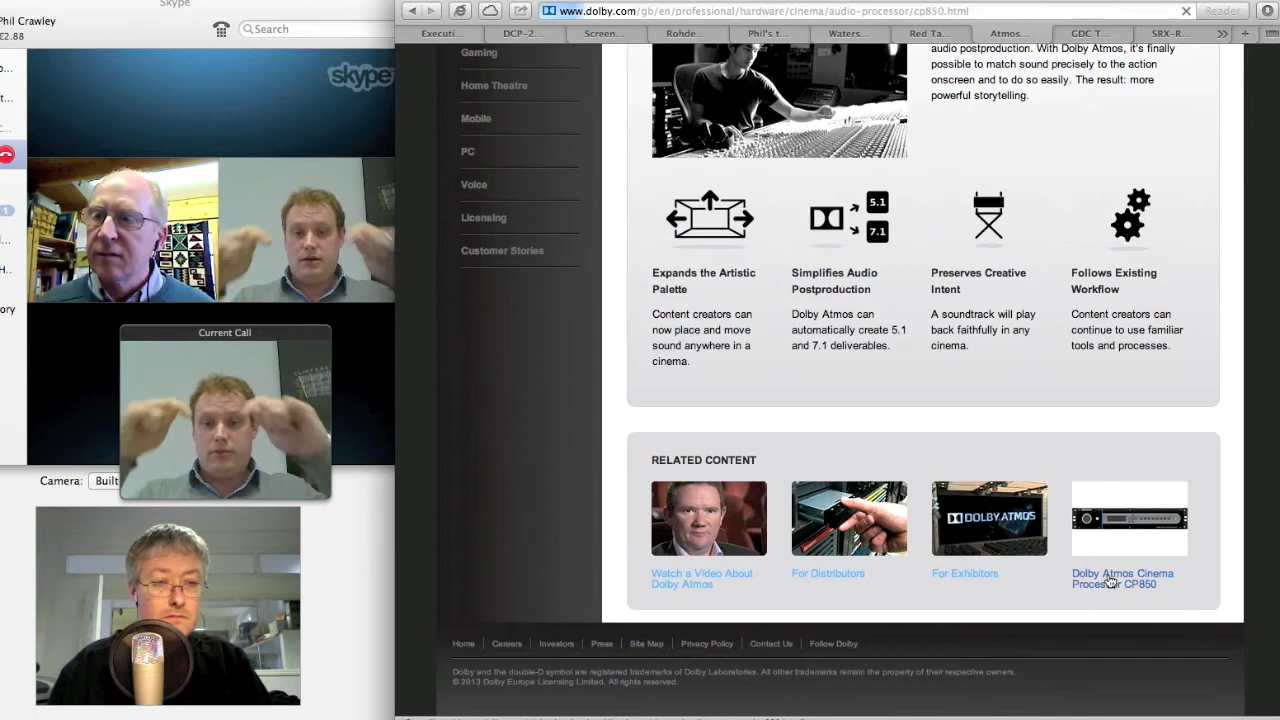 Skype
Phil Crawley
£2.88
Search
skype
1
Current Call
Camera: Built
www.dolby.com/gb/en/professional/hardware/cinema/audio-processor/cp850.html
Reader
Executi...
DCP-2...
Screen...
Rohde...
Phil's t...
Waters...
Red Ta...
Atmos...
GDC T...
SRX-R...
Gaming
Home Theatre
Mobile
PC
Voice
Licensing
Customer Stories
audio postproduction. With Dolby Atmos, it's finally
possible to match sound precisely to the action
onscreen and to do so easily. The result: more
powerful storytelling.
5.1
7.1
Expands the Artistic
Palette
Content creators can
now place and move
sound anywhere in a
cinema.
Simplifies Audio
Postproduction
Dolby Atmos can
automatically create 5.1
and 7.1 deliverables.
Preserves Creative
Intent
A soundtrack will play
back faithfully in any
cinema.
Follows Existing
Workflow
Content creators can
continue to use familiar
tools and processes.
RELATED CONTENT
DOLBY ATMOS
Watch a Video About
Dolby Atmos
For Distributors
For Exhibitors
Dolby Atmos Cinema
Processor CP850
Home
Careers
Investors
Press
Site Map
Privacy Policy
Contact Us
Follow Dolby
Dolby and the double-D symbol are registered trademarks of Dolby Laboratories. All other trademarks remain the property of their respective owners.
© 2013 Dolby Europe Licensing Limited. All rights reserved.